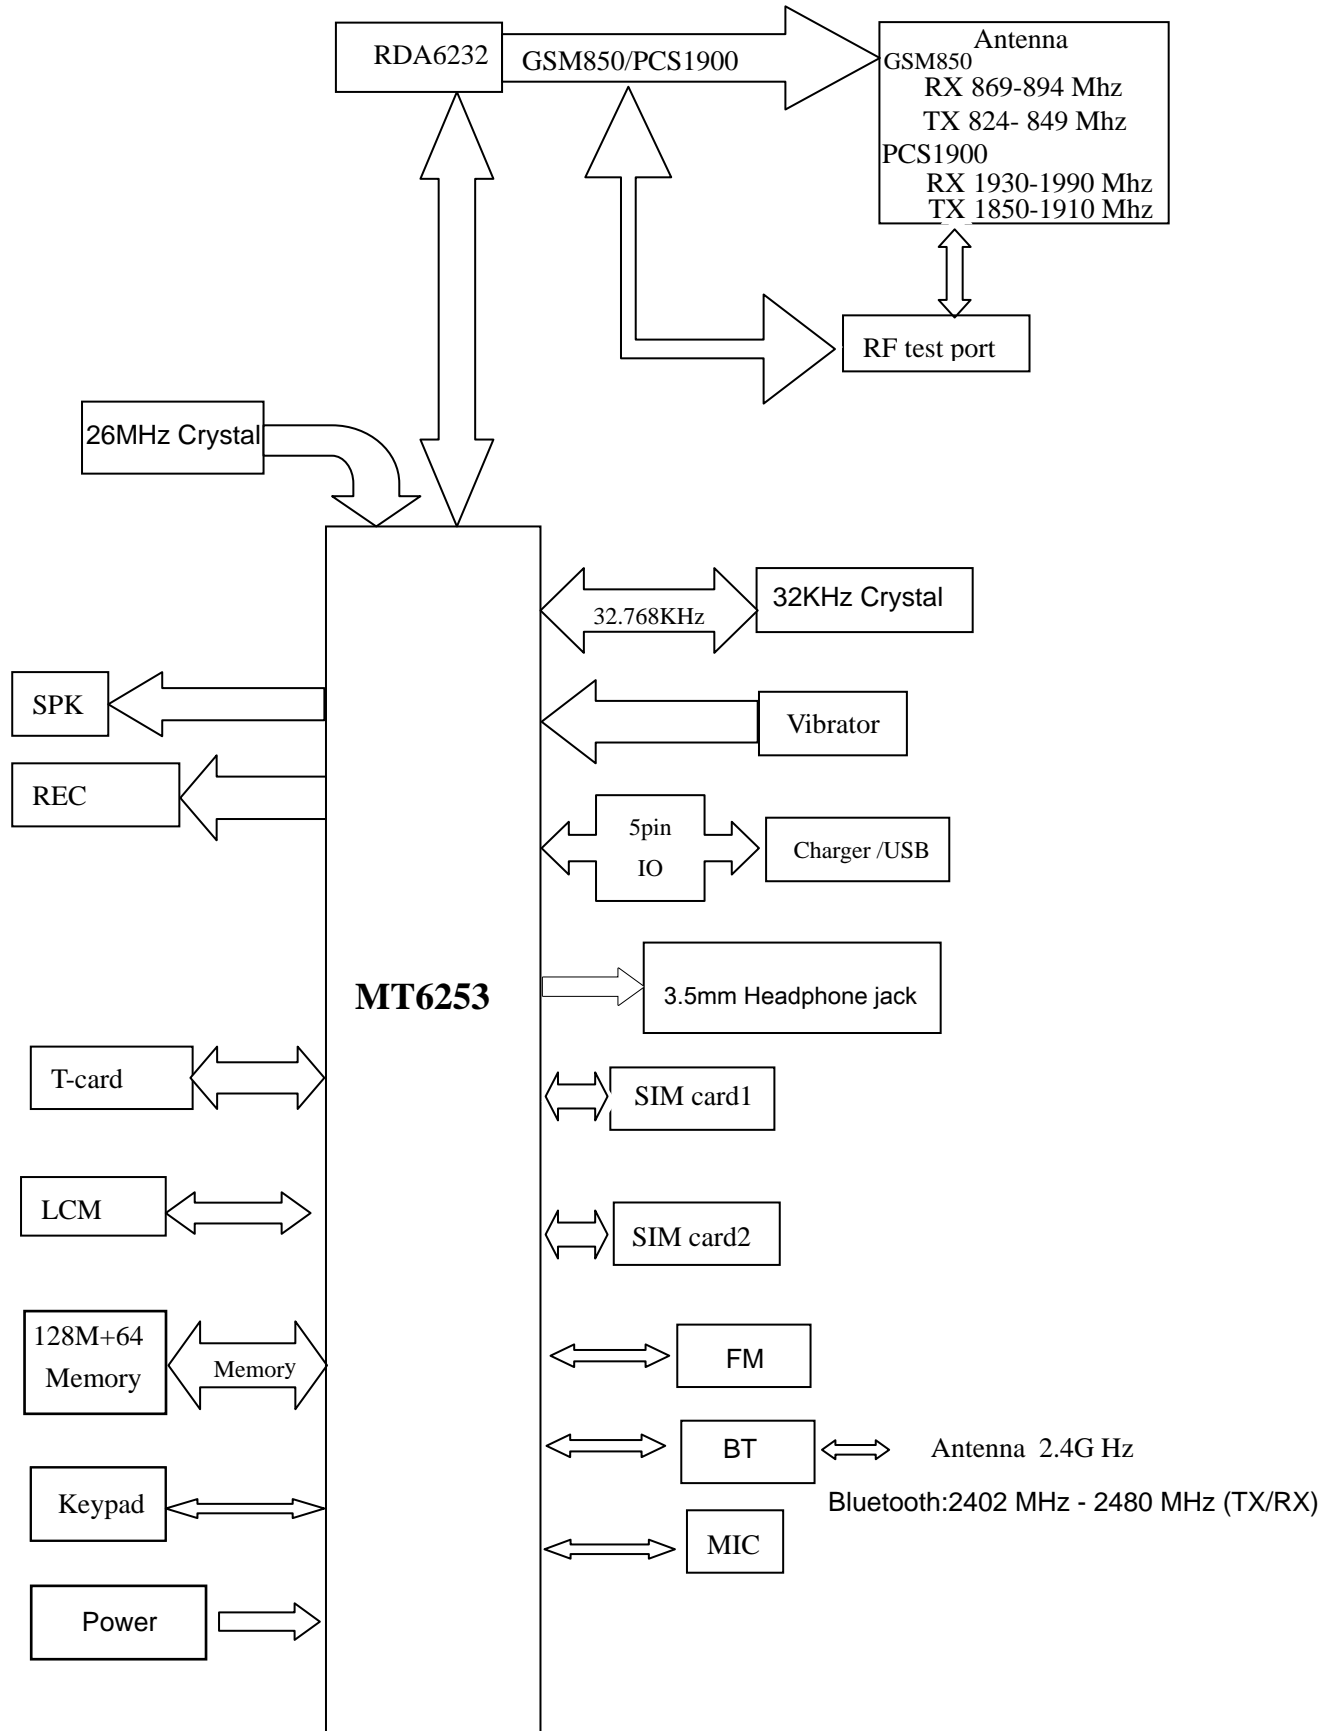 RDA6232
GSM850/PCS1900
Antenna
GSM850
RX 869-894 Mhz
TX 824- 849 Mhz
PCS1900
RX 1930-1990 Mhz
TX 1850-1910 Mhz
RF test port
26MHz Crystal
32.768KHz
32KHz Crystal
SPK
Vibrator
REC
5pin
IO
Charger /USB
MT6253
3.5mm Headphone jack
T-card
SIM card1
LCM
SIM card2
128M+64
Memory
Memory
FM
BT
Antenna 2.4G Hz
Keypad
Bluetooth:2402 MHz - 2480 MHz (TX/RX)
MIC
Power